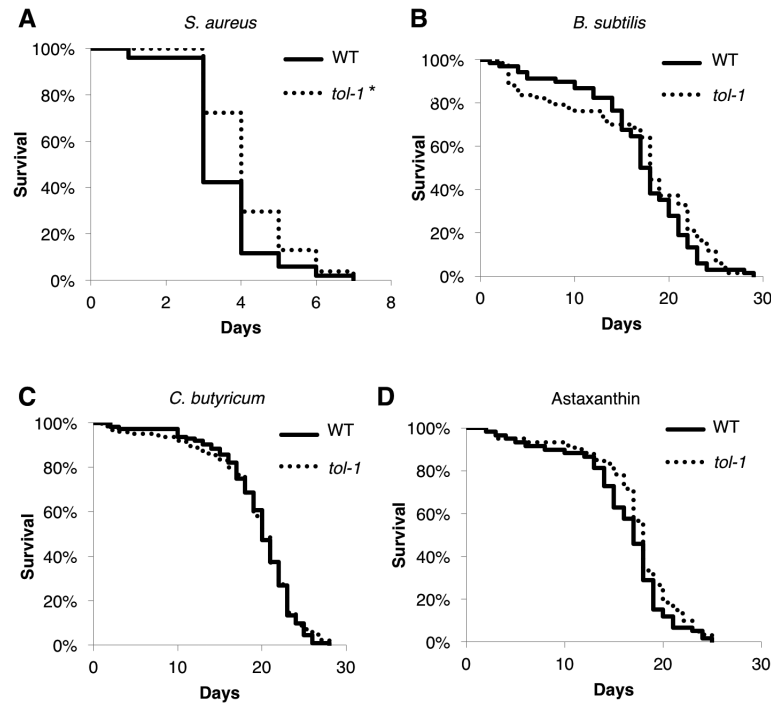 A
S. aureus
100%
80%
60%
40%
20%
0%
Survival
0
2
4
6
8
Days
WT
tol-1 *
B
B. subtilis
100%
80%
60%
40%
20%
0%
Survival
0
10
20
30
Days
WT
tol-1
C
C. butyricum
100%
80%
60%
40%
20%
0%
Survival
0
10
20
30
Days
WT
tol-1
D
Astaxanthin
100%
80%
60%
40%
20%
0%
Survival
0
10
20
30
Days
WT
tol-1